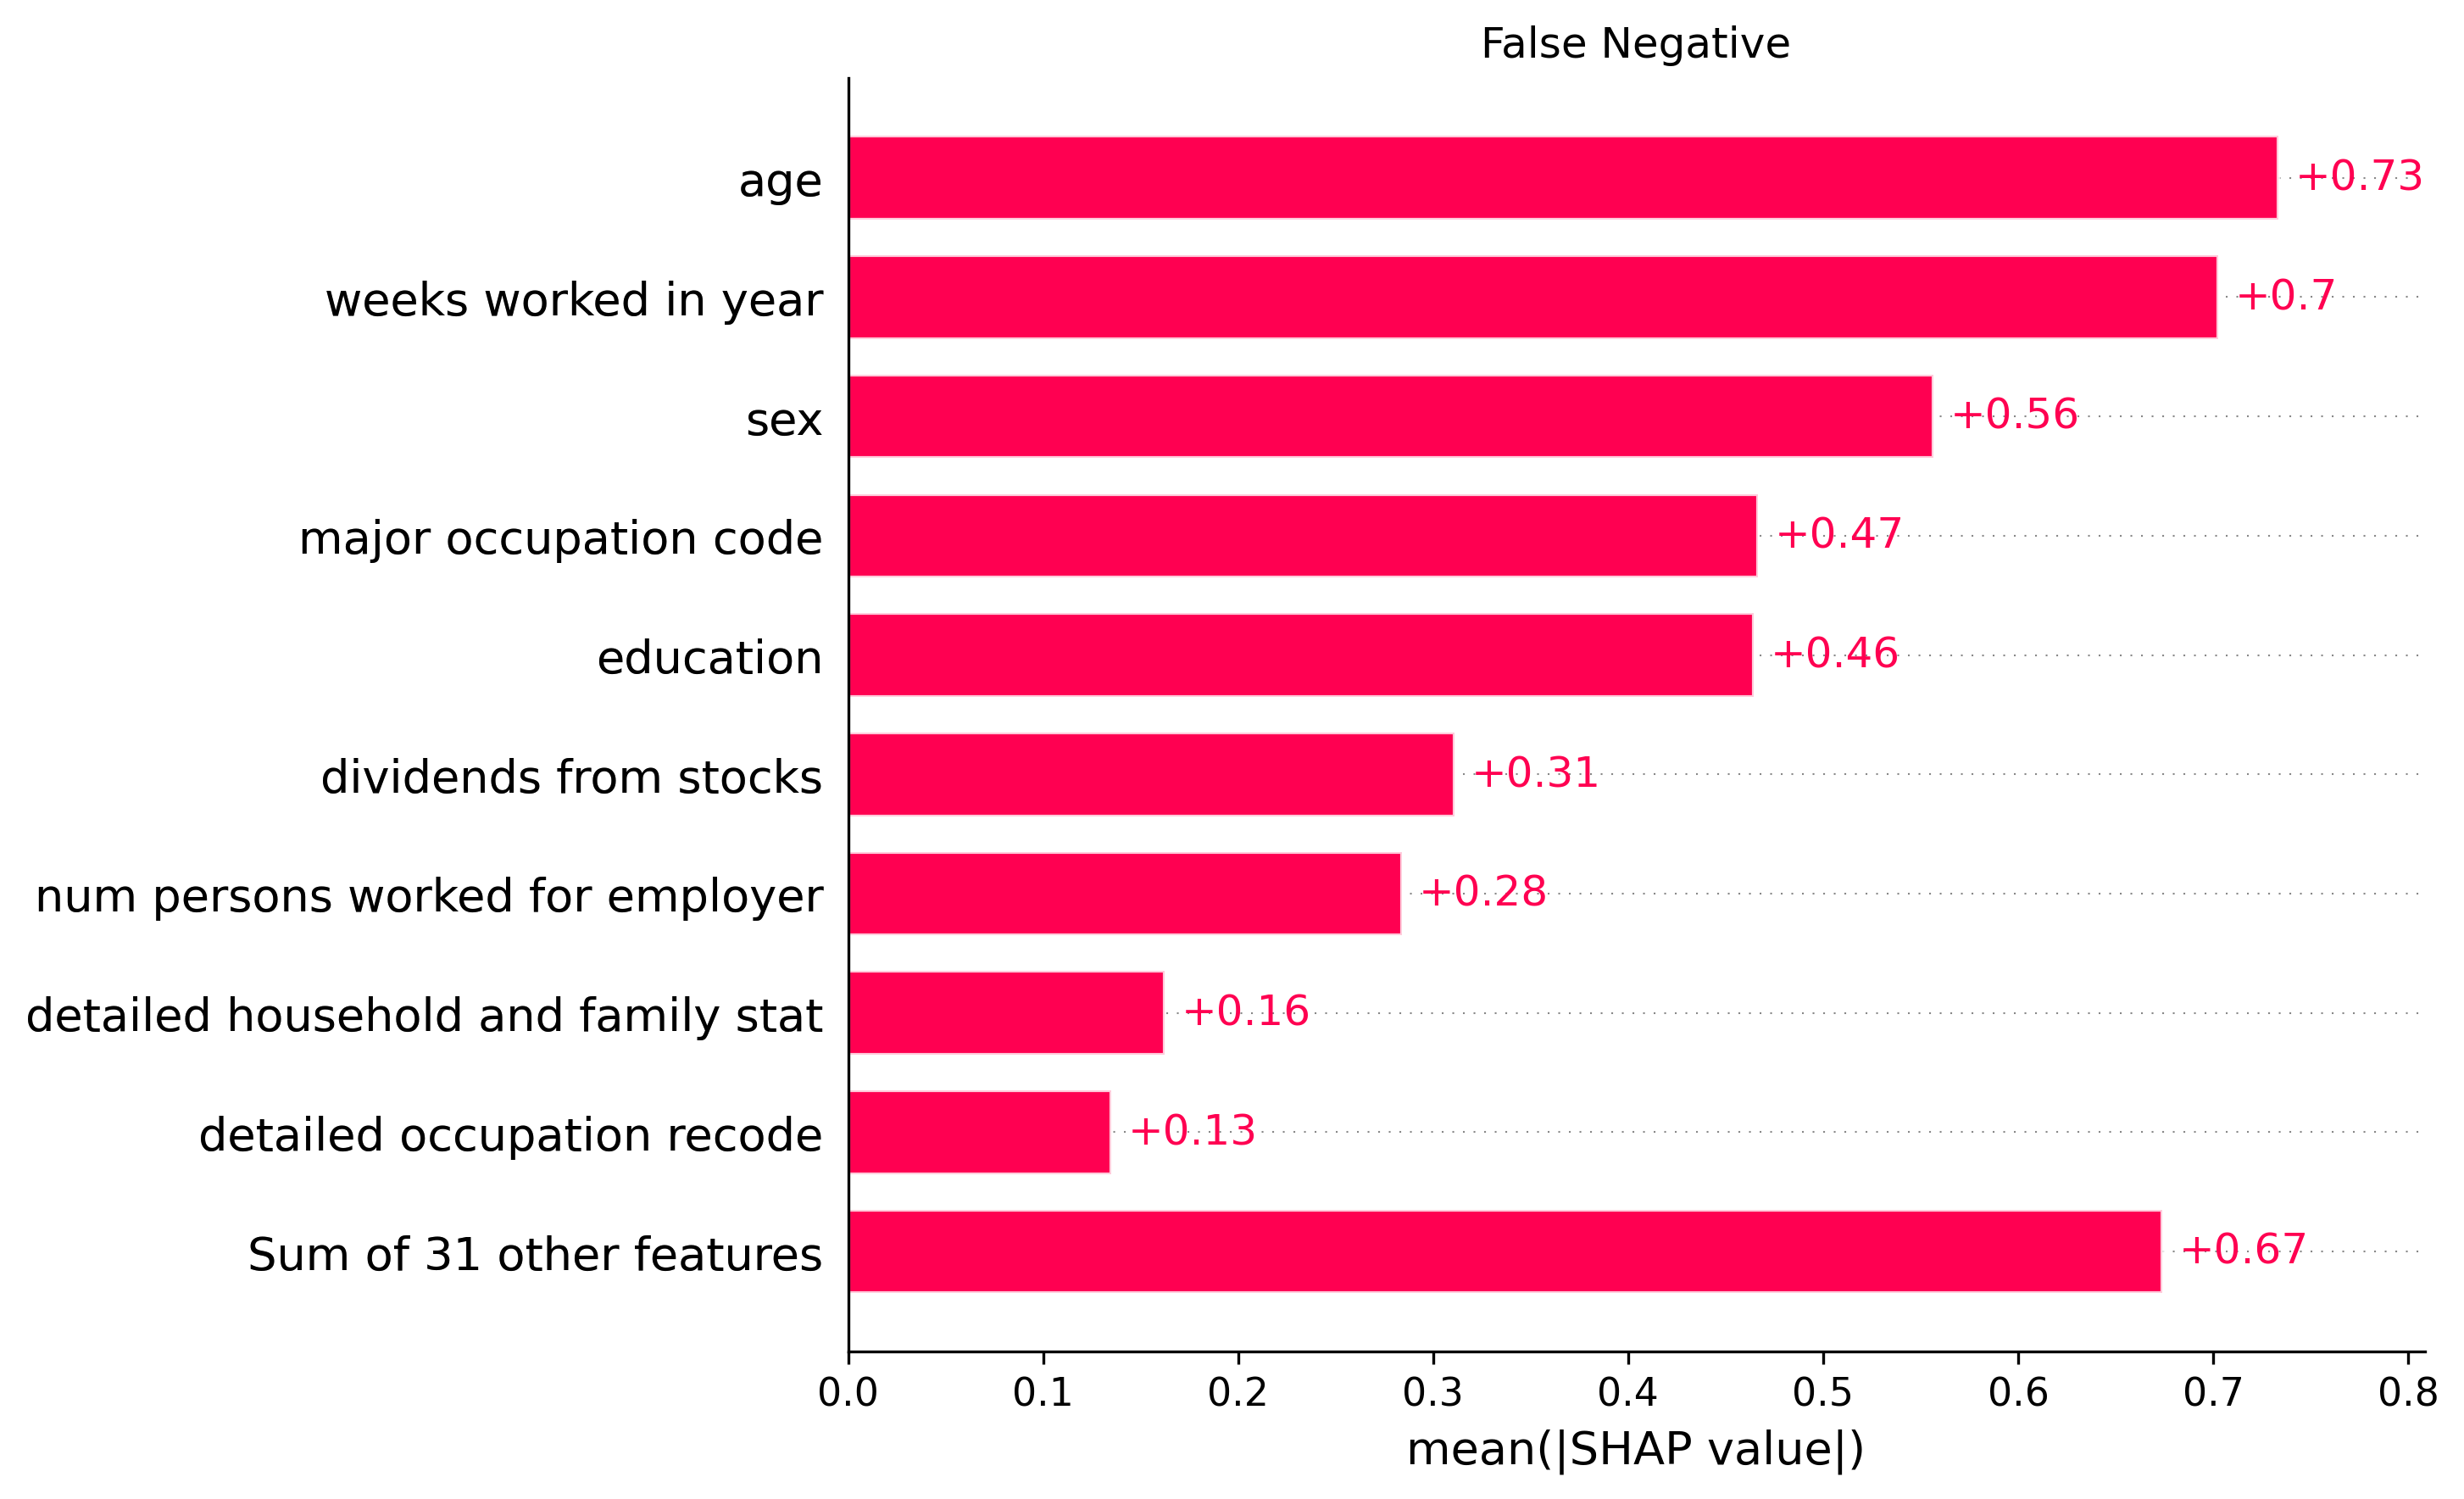 False Negative
age
+0.73
weeks worked in year
+0.7
sex
+0.56
major occupation code
+0.47
education
+0.46
dividends from stocks
+0.31
num persons worked for employer
+0.28
detailed household and family stat
+0.16
detailed occupation recode
+0.13
Sum of 31 other features
+0.67
0.0 0.1 0.2 0.3 0.4 0.5 0.6 0.7 0.8
mean(|SHAP value|)